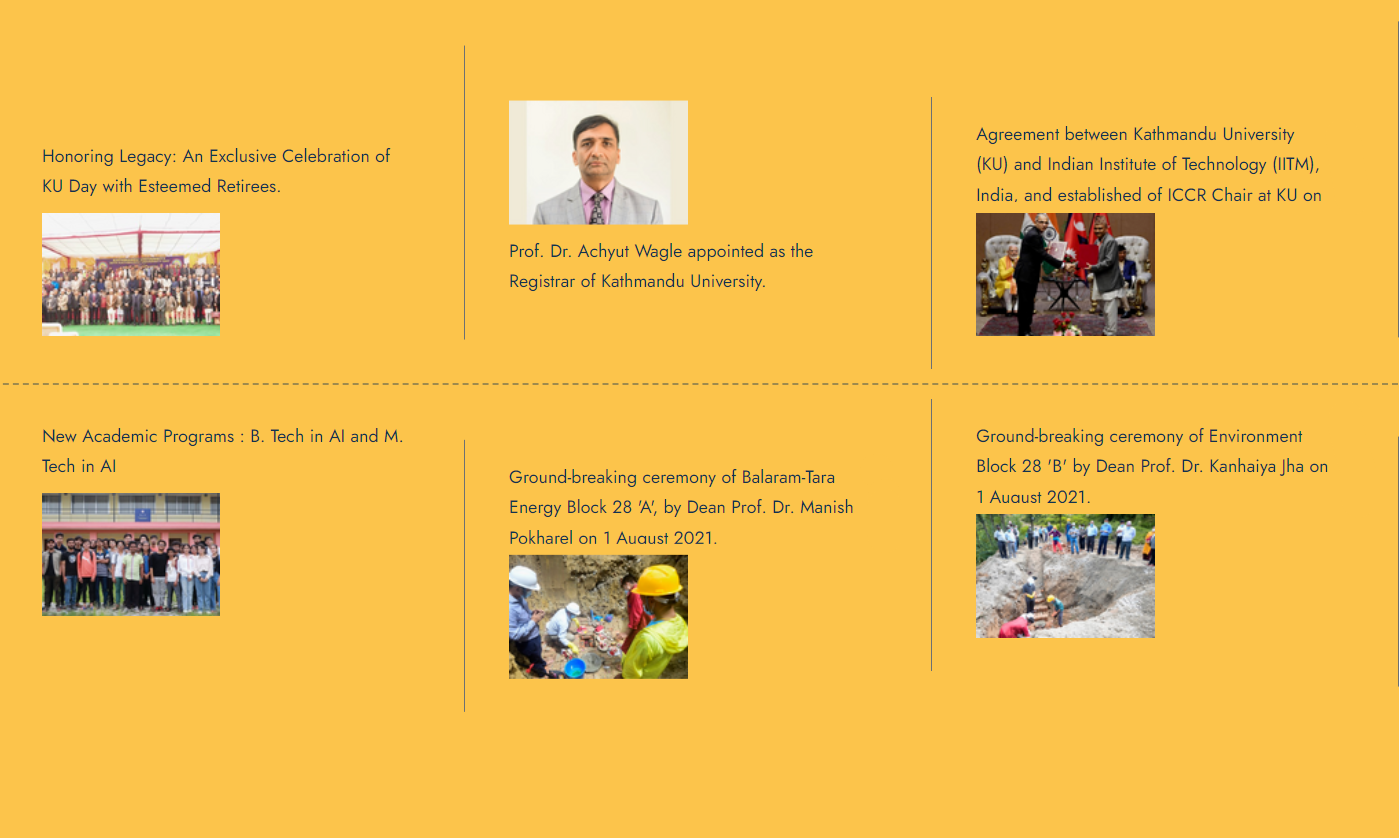 Honoring Legacy: An Exclusive Celebration of
KU Day with Esteemed Retirees.
Prof. Dr. Achyut Wagle appointed as the
Registrar of Kathmandu University.
Agreement between Kathmandu University
(KU) and Indian Institute of Technology (IITM),
India, and established of ICCR Chair at KU on
New Academic Programs : B. Tech in AI and M.
Tech in AI
Ground-breaking ceremony of Balaram-Tara
Energy Block 28 'A', by Dean Prof. Dr. Manish
Pokharel on 1 August 2021.
Ground-breaking ceremony of Environment
Block 28 'B' by Dean Prof. Dr. Kanhaiya Jha on
1 August 2021.